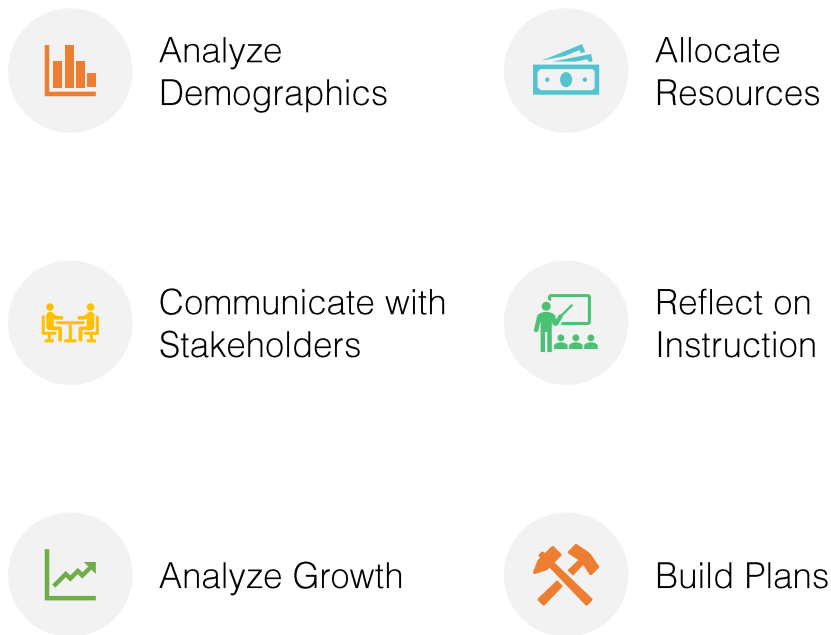 Analyze
Demographics
Allocate
Resources
Communicate with
Stakeholders
Reflect on
Instruction
Analyze Growth
Build Plans